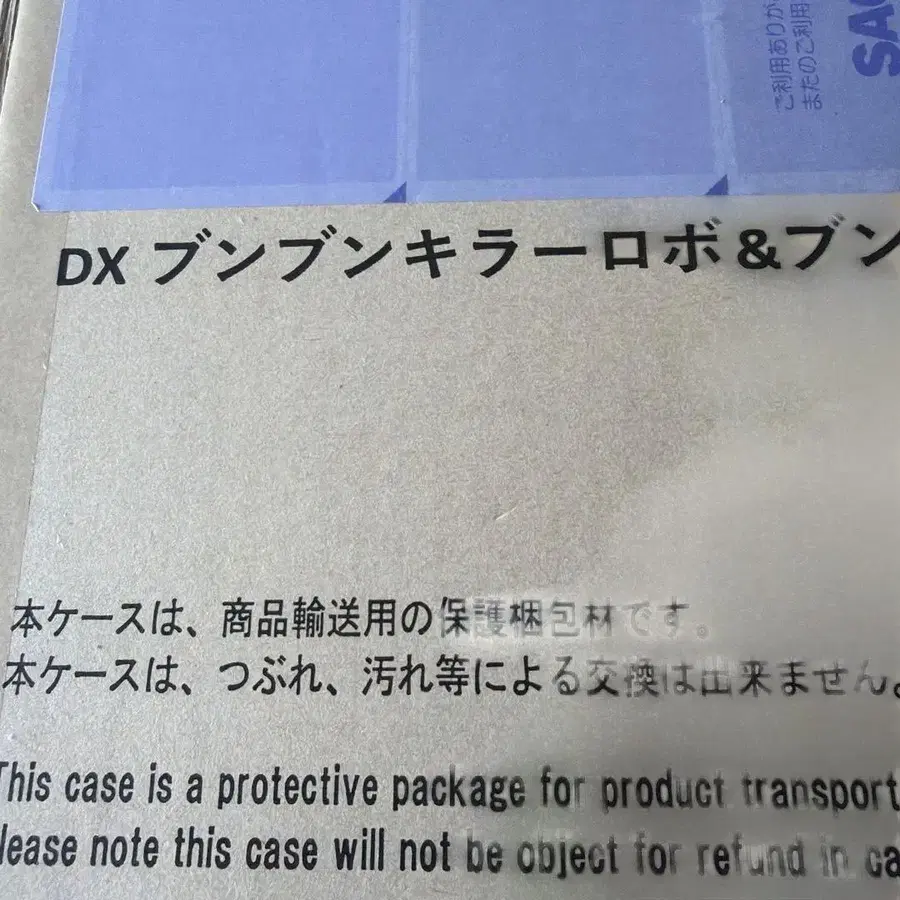 ご利用ありが
またのご利用
SA
DX ブンブンキラーロボ&ブン
本ケースは、商品輸送用の保護梱包材です。
本ケースは、つぶれ、汚れ等による交換は出来ません。
This case is a protective package for product transport
lease note this case will not be object for refund in ca